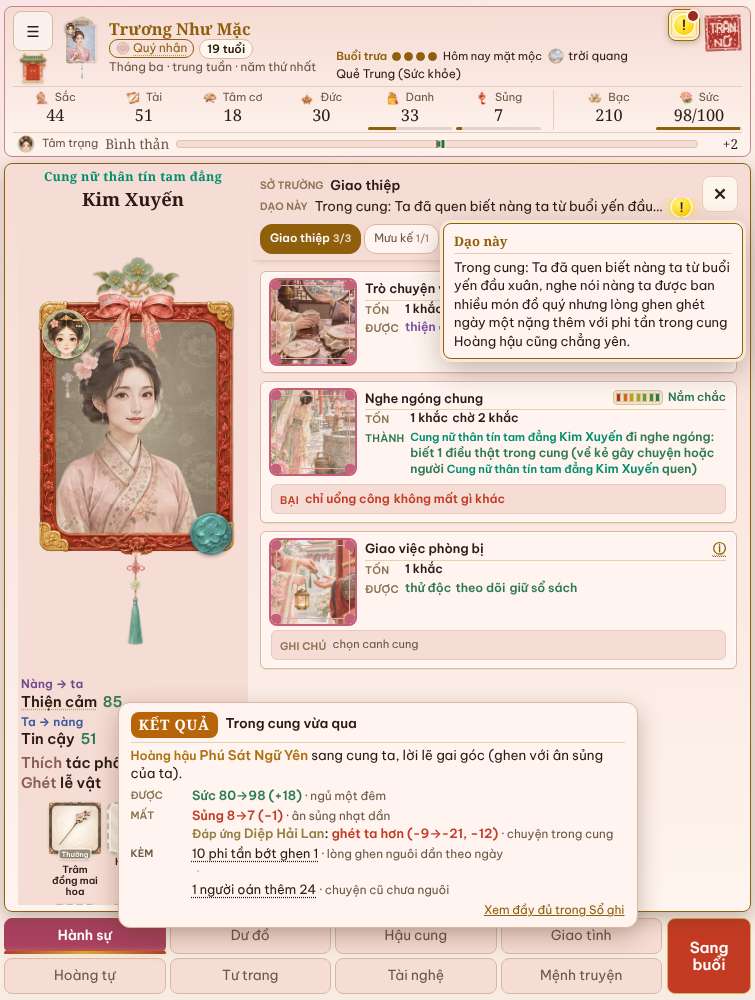 Trương Như Mặc
Quý nhân 19 tuổi
Tháng ba · trung tuần · năm thứ nhất
Buổi trưa Hôm nay mặt mộc trời quang
Quẻ Trung (Sức khỏe)
!
TRÂN NỮ
Sắc Tài Tâm cơ Đức Danh Sủng Bạc Sức
44 51 18 30 33 7 210 98/100
Tâm trạng Bình thản +2
Cung nữ thân tín tam đẳng
Kim Xuyến
SỞ TRƯỜNG Giao thiệp
DẠO NÀY Trong cung: Ta đã quen biết nàng ta từ buổi yến đầu... !
Giao thiệp 3/3 Mưu kế 1/1
Dạo này
Trong cung: Ta đã quen biết nàng ta từ buổi
yến đầu xuân, nghe nói nàng ta được ban
nhiều món đồ quý nhưng lòng ghen ghét
ngày một nặng thêm với phi tần trong cung
Hoàng hậu cũng chẳng yên.
Trò chuyện
TỐN 1 khắc
ĐƯỢC thiện
Nghe ngóng chung Nắm chắc
TỐN 1 khắc chờ 2 khắc
THÀNH Cung nữ thân tín tam đẳng Kim Xuyến đi nghe ngóng:
biết 1 điều thật trong cung (về kẻ gây chuyện hoặc
người Cung nữ thân tín tam đẳng Kim Xuyến quen)
BẠI chỉ uổng công không mất gì khác
Giao việc phòng bị
TỐN 1 khắc
ĐƯỢC thử độc theo dõi giữ sổ sách
GHI CHÚ chọn canh cung
Nàng → ta
Thiện cảm 85
Ta → nàng
Tin cậy 51
Thích tác ph
Ghét lễ vật
Thường
Trâm
đồng mai
hoa
KẾT QUẢ Trong cung vừa qua
Hoàng hậu Phú Sát Ngữ Yên sang cung ta, lời lẽ gai góc (ghen với ân sủng
của ta).
ĐƯỢC Sức 80→98 (+18) · ngủ một đêm
MẤT Sủng 8→7 (−1) · ân sủng nhạt dần
Đáp ứng Diệp Hải Lan: ghét ta hơn (-9→-21, −12) · chuyện trong cung
KÈM 10 phi tần bớt ghen 1 · lòng ghen nguôi dần theo ngày
·
1 người oán thêm 24 · chuyện cũ chưa nguôi
Xem đầy đủ trong Sổ ghi
Hành sự Dư đồ Hậu cung Giao tình
Hoàng tự Tư trang Tài nghệ Mệnh truyện
Sang
buổi